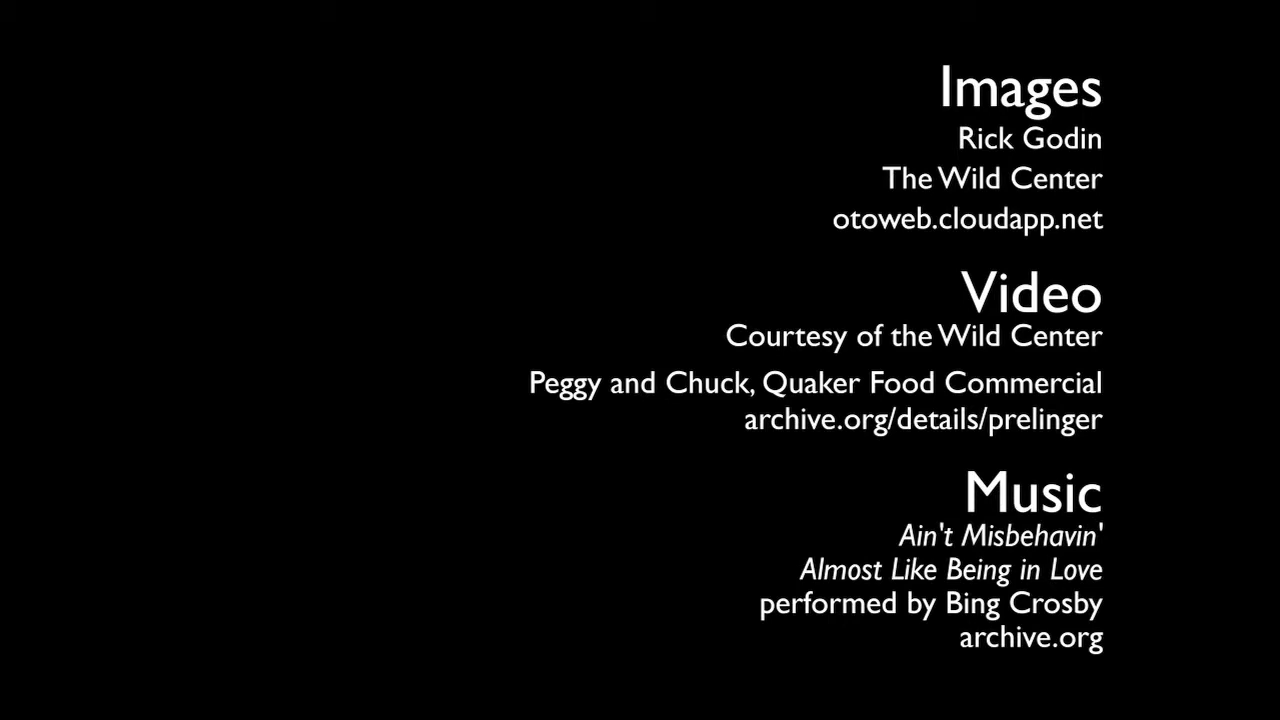 Images
Rick Godin
The Wild Center
otoweb.cloudapp.net
Video
Courtesy of the Wild Center
Peggy and Chuck, Quaker Food Commercial
archive.org/details/prelinger
Music
Ain't Misbehavin'
Almost Like Being in Love
performed by Bing Crosby
archive.org